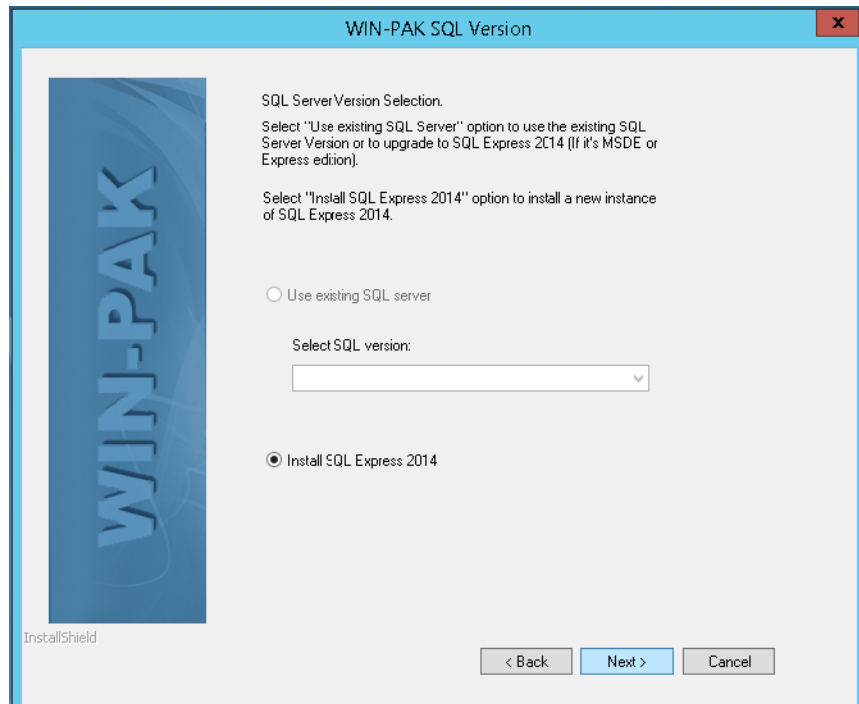 WIN-PAK SQL Version
x
SQL Server Version Selection.
Select "Use existing SQL Server" option to use the existing SQL
Server Version or to upgrade to SQL Express 2014 (If it's MSDE or
Express edition).
Select "Install SQL Express 2014" option to install a new instance
of SQL Express 2014.
WIN-PAK
Use existing SQL server
Select SQL version:
Install SQL Express 2014
InstallShield
< Back
Next >
Cancel